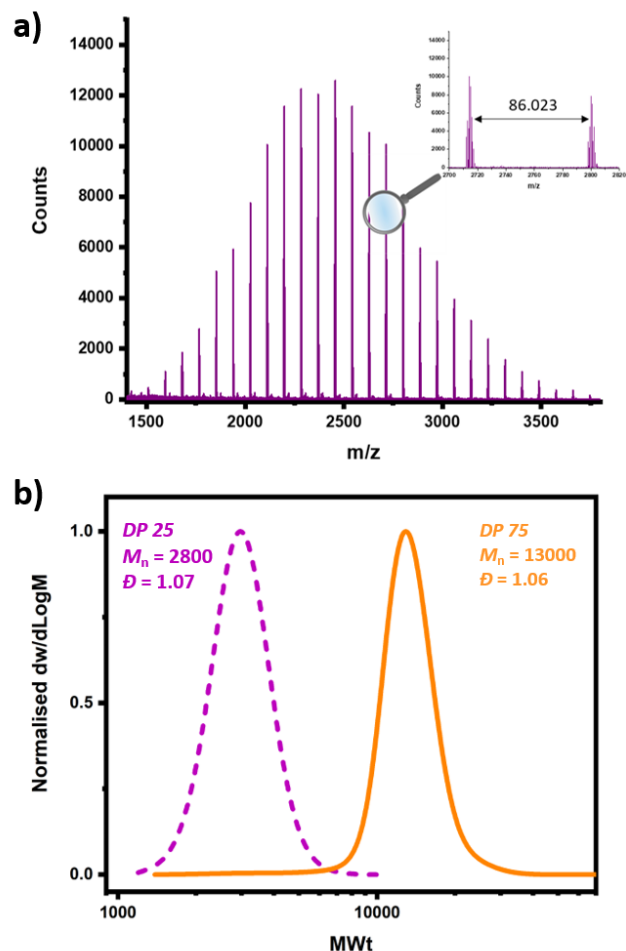 a)
14000
12000
10000
8000
6000
4000
2000
0
Counts
1500
2000
2500
3000
3500
m/z
14000
12000
10000
8000
6000
4000
2000
0
Counts
86.023
2700
2720
2740
2760
2780
2800
2820
m/z
b)
Normalised dw/dLogM
1.0
0.5
0.0
DP 25
Mn = 2800
Đ = 1.07
DP 75
Mn = 13000
Đ = 1.06
1000
10000
MWt